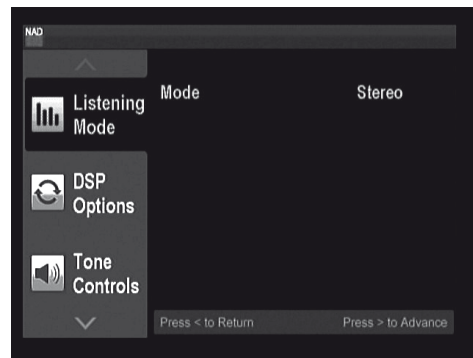 NAD
Listening
Mode
Mode Stereo
DSP
Options
Tone
Controls
Press < to Return Press > to Advance